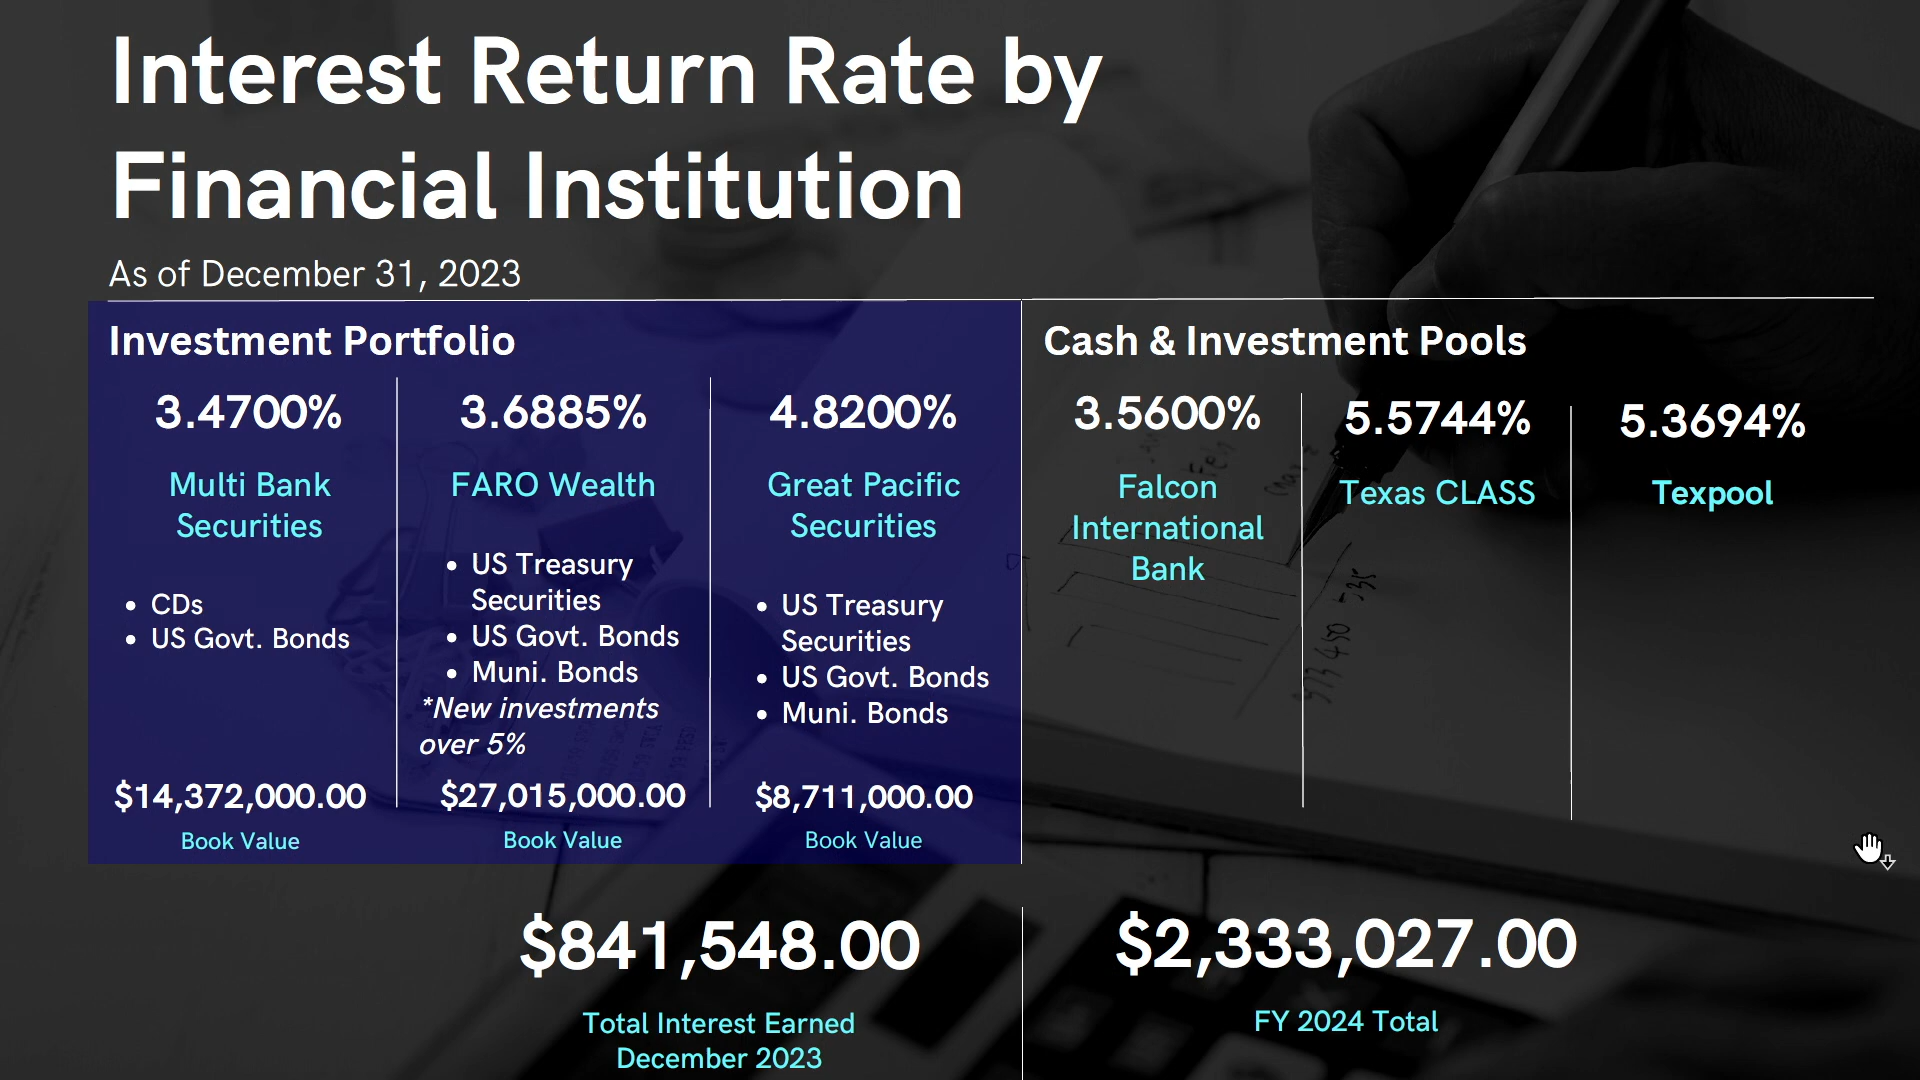 Interest Return Rate by
Financial Institution
As of December 31, 2023
Investment Portfolio
3.4700%
Multi Bank
Securities
• CDs
• US Govt. Bonds
$14,372,000.00
Book Value
3.6885%
FARO Wealth
• US Treasury
Securities
• US Govt. Bonds
• Muni. Bonds
*New investments
over 5%
$27,015,000.00
Book Value
4.8200%
Great Pacific
Securities
• US Treasury
Securities
• US Govt. Bonds
• Muni. Bonds
$8,711,000.00
Book Value
Cash & Investment Pools
3.5600%
Falcon
International
Bank
5.5744%
Texas CLASS
5.3694%
Texpool
$841,548.00
Total Interest Earned
December 2023
$2,333,027.00
FY 2024 Total